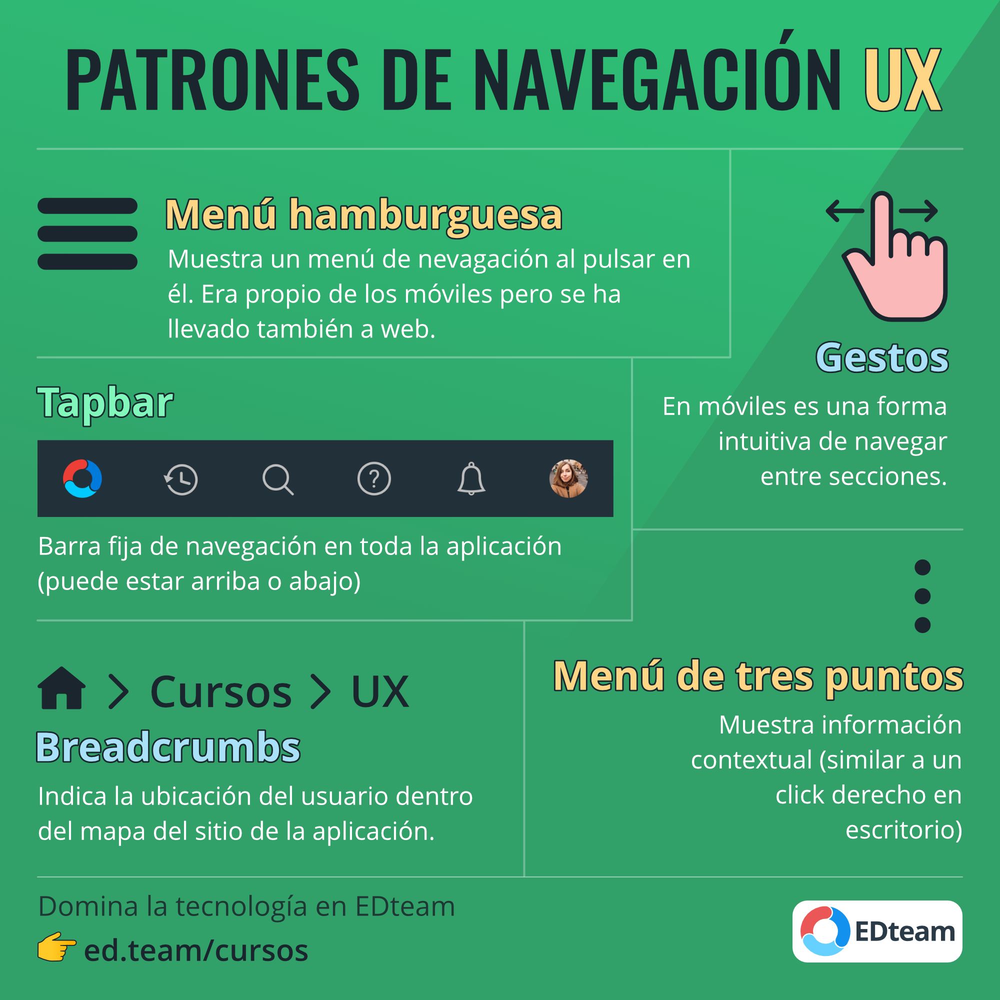 PATRONES DE NAVEGACIÓN UX
Menú hamburguesa
Muestra un menú de nevagación al pulsar en
él. Era propio de los móviles pero se ha
llevado también a web.
Gestos
En móviles es una forma
intuitiva de navegar
entre secciones.
Tapbar
?
Barra fija de navegación en toda la aplicación
(puede estar arriba o abajo)
Cursos > UX
Breadcrumbs
Indica la ubicación del usuario dentro
del mapa del sitio de la aplicación.
Menú de tres puntos
Muestra información
contextual (similar a un
click derecho en
escritorio)
Domina la tecnología en EDteam
ed.team/cursos
EDteam